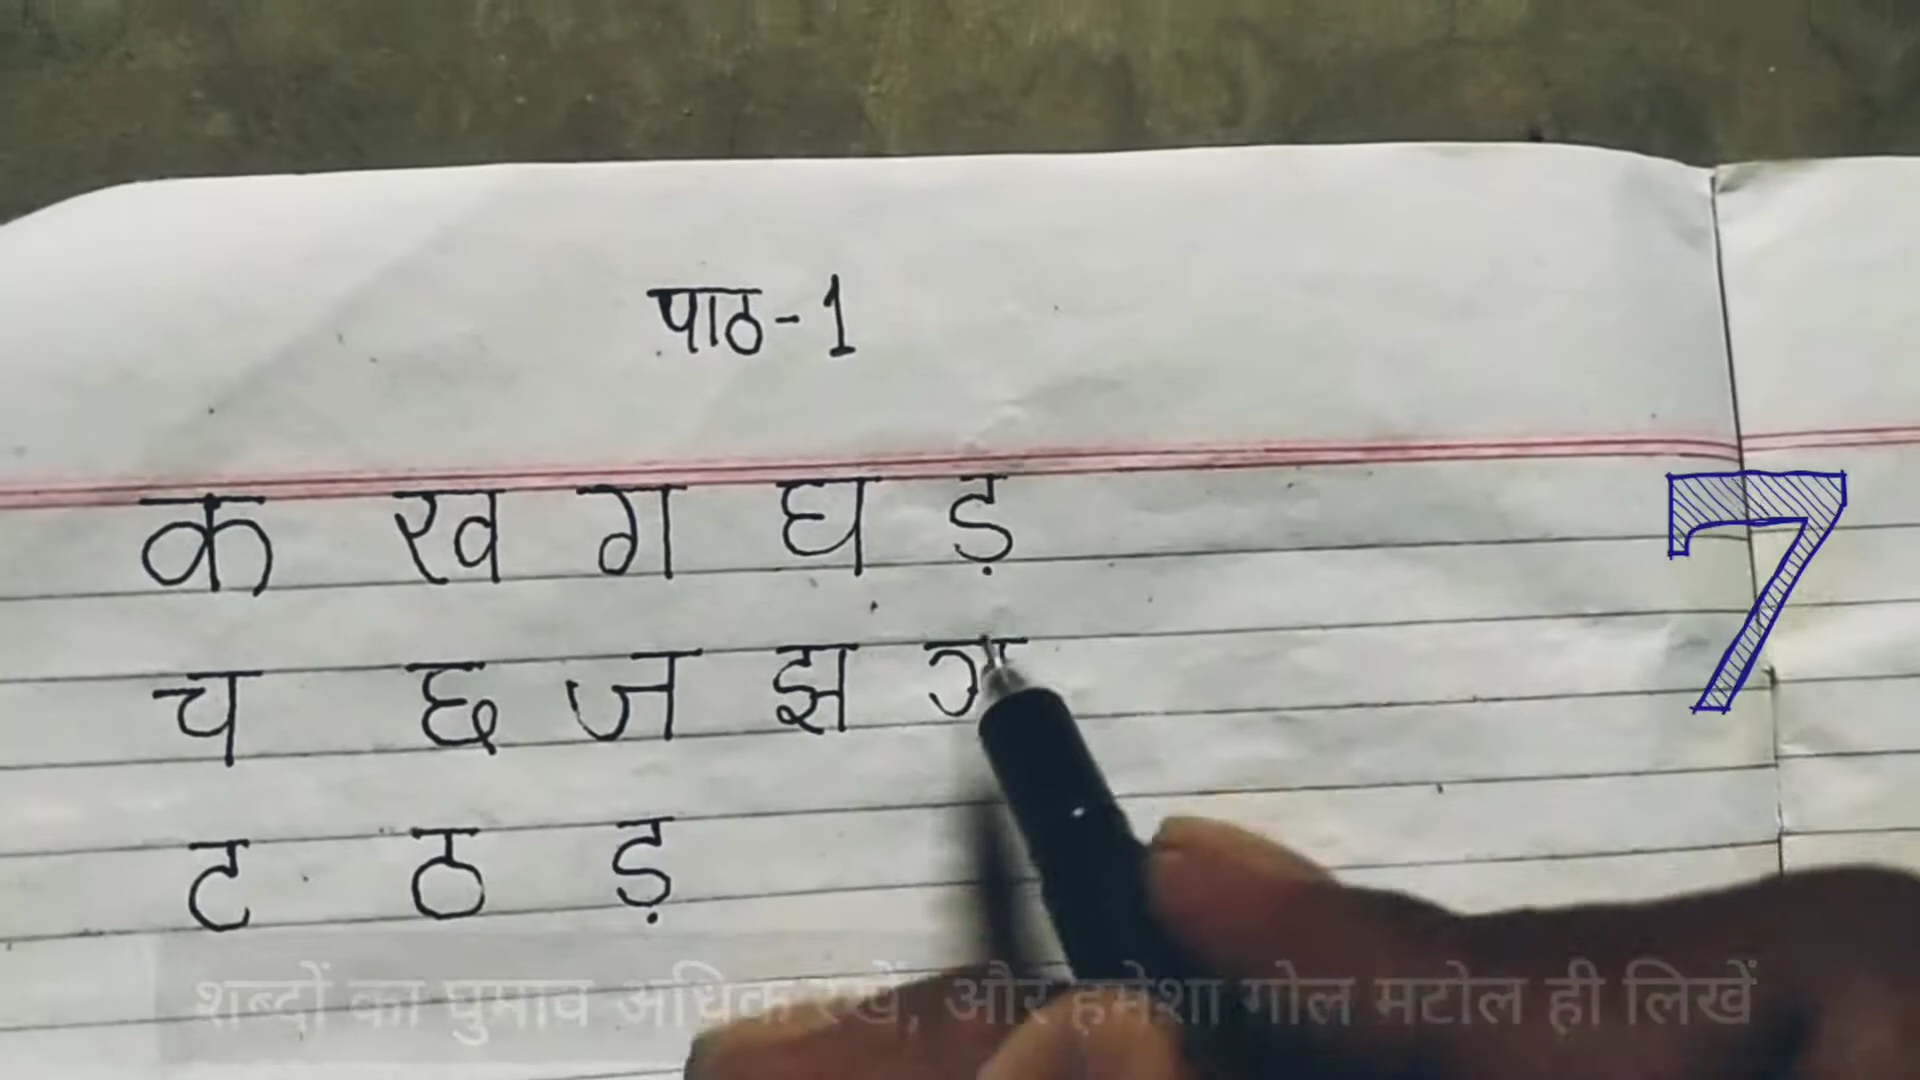 पाठ-1
क ख ग घ ड़
7
च छ ज झ
ट ठ ड़
शब्दों का घुमाव अधिक रखें, और हमेशा गोल मटोल ही लिखें